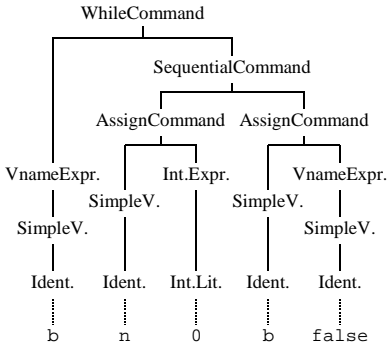 WhileCommand
SequentialCommand
AssignCommand AssignCommand
VnameExpr. Int.Expr. VnameExpr.
SimpleV. SimpleV.
SimpleV. SimpleV.
Ident. Ident. Int.Lit. Ident. Ident.
b n 0 b false